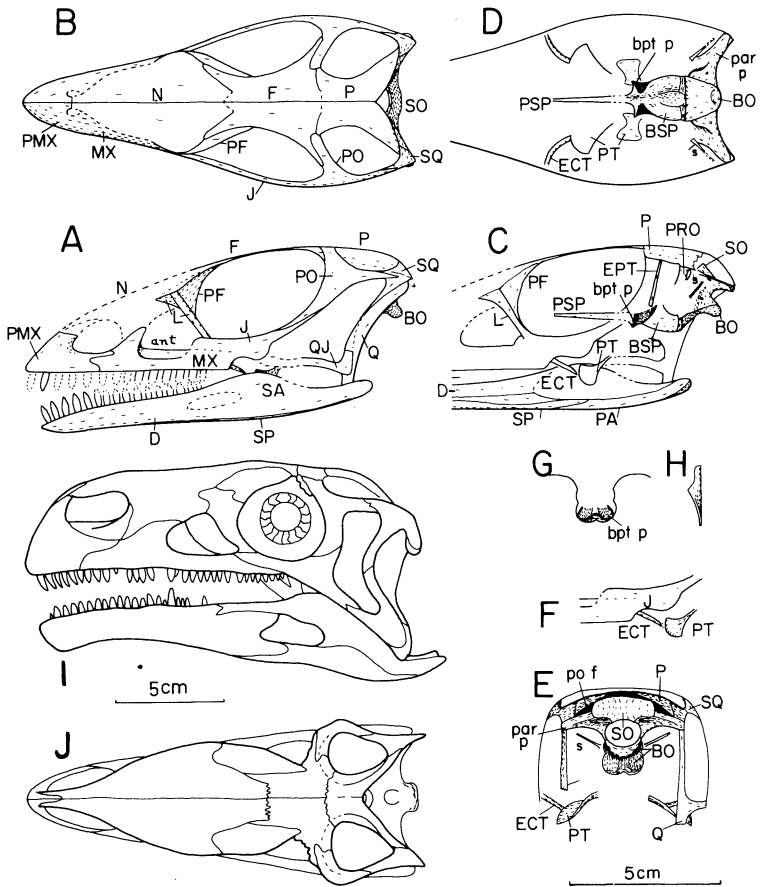 B
N
F
P
SO
PMX
MX
PF
PO
SQ
J
D
bpt p
par
p
PSP
BO
BSP
PT
ECT
s
A
F
P
N
PO
SQ
PF
BO
L
J
PMX
ant
MX
QJ
Q
SA
D
SP
C
P
PRO
SO
EPT
PF
s
bpt p
PSP
L
BO
PT
BSP
ECT
D
SP
PA
G
H
bpt p
F
J
ECT
PT
I
5cm
E
po f
P
SQ
par
p
SO
s
BO
ECT
PT
Q
5cm
J